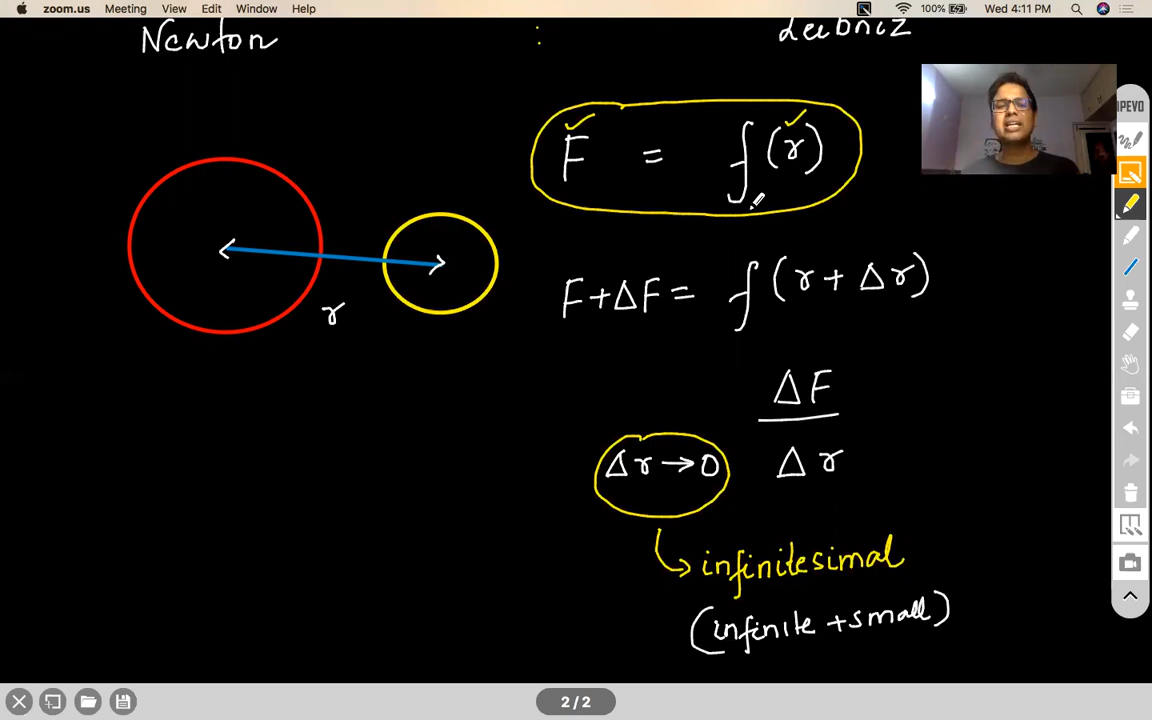 zoom.us Meeting View Edit Window Help 100% Wed 4:11 PM
Newton : Leibniz
IPEVO
F = f(r)
r
F+ΔF = f(r+Δr)
ΔF
Δr→0 Δr
infinitesimal
(infinite + small)
2 / 2